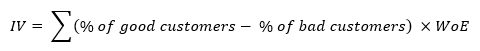 IV = ∑(% of good customers − % of bad customers) × WoE